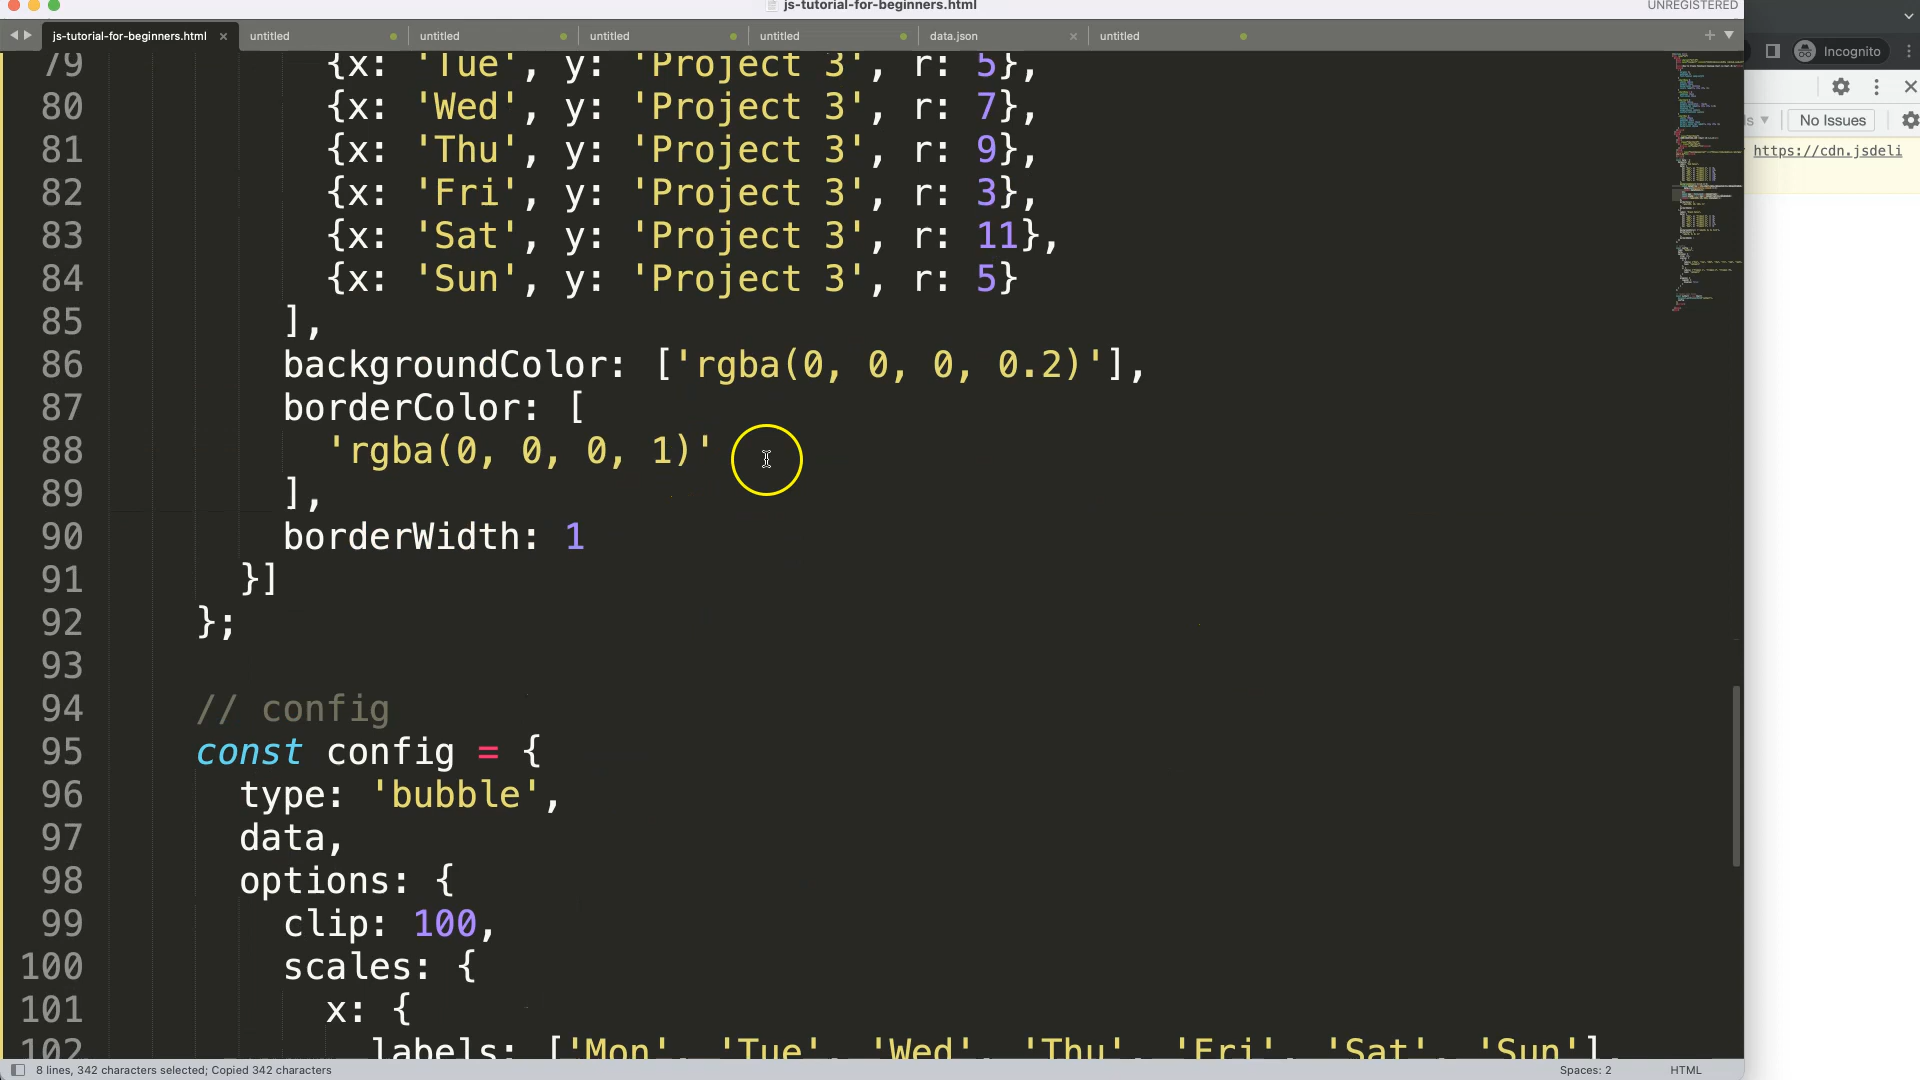 js-tutorial-for-beginners.html
UNREGISTERED
js-tutorial-for-beginners.html × untitled untitled untitled untitled data.json × untitled + Incognito
79 {x: 'Tue', y: 'Project 3', r: 5},
80 {x: 'Wed', y: 'Project 3', r: 7},
No Issues
81 {x: 'Thu', y: 'Project 3', r: 9},
https://cdn.jsdeli
82 {x: 'Fri', y: 'Project 3', r: 3},
83 {x: 'Sat', y: 'Project 3', r: 11},
84 {x: 'Sun', y: 'Project 3', r: 5}
85 ],
86 backgroundColor: ['rgba(0, 0, 0, 0.2)'],
87 borderColor: [
88 'rgba(0, 0, 0, 1)'
89 ],
90 borderWidth: 1
91 }]
92 };
93
94 // config
95 const config = {
96 type: 'bubble',
97 data,
98 options: {
99 clip: 100,
100 scales: {
101 x: {
102 labels: ['Mon', 'Tue', 'Wed', 'Thu', 'Fri', 'Sat', 'Sun'],
8 lines, 342 characters selected; Copied 342 characters
Spaces: 2
HTML